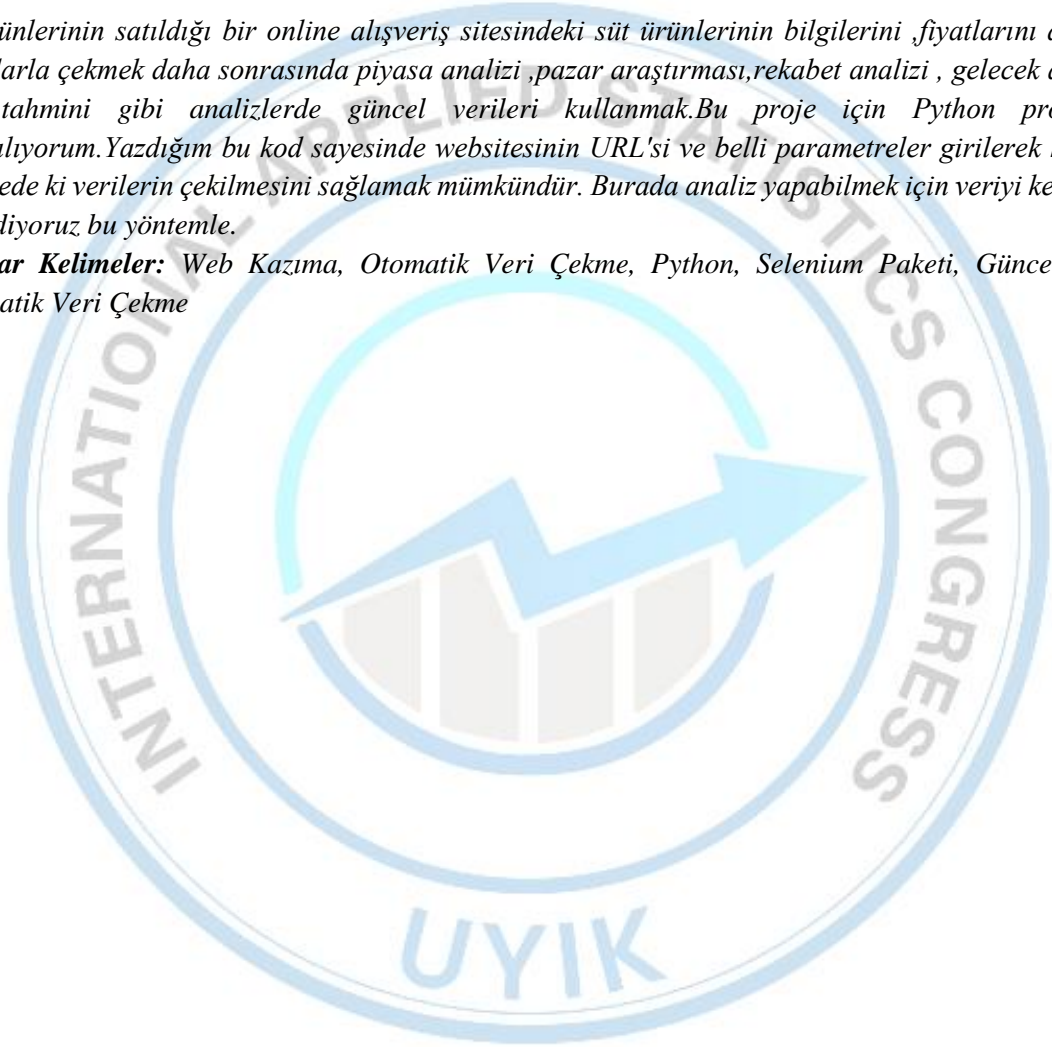 ünlerinin satıldığı bir online alışveriş sitesindeki süt ürünlerinin bilgilerini ,fiyatlarını
larla çekmek daha sonrasında piyasa analizi ,pazar araştırması,rekabet analizi , gelecek
tahmini gibi analizlerde güncel verileri kullanmak.Bu proje için Python pro
ılıyorum.Yazdığım bu kod sayesinde websitesinin URL'si ve belli parametreler girilerek
ede ki verilerin çekilmesini sağlamak mümkündür. Burada analiz yapabilmek için veriyi ke
diyoruz bu yöntemle.
ar Kelimeler: Web Kazıma, Otomatik Veri Çekme, Python, Selenium Paketi, Günce
atik Veri Çekme
INTERNATIONAL APPLIED STATISTICS CONGRESS
UYIK